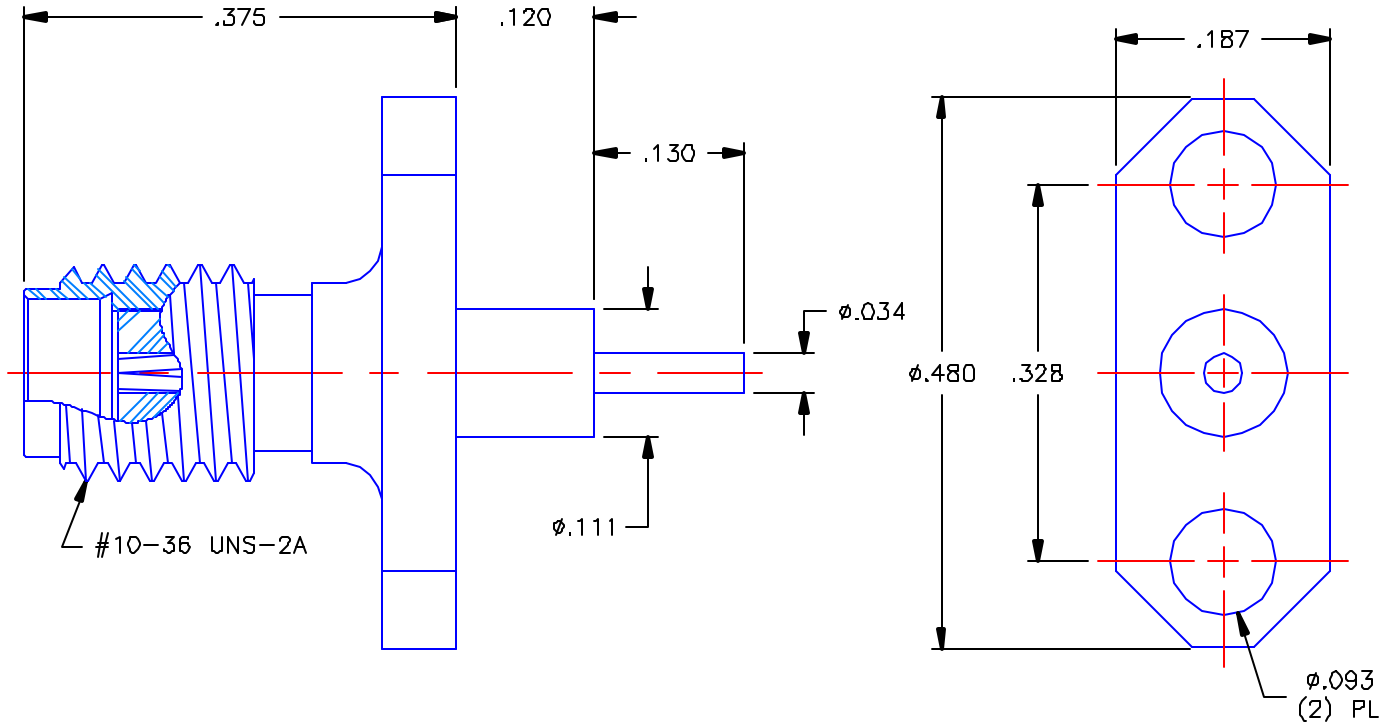 .375
.120
.187
.130
ø.034
ø.480
.328
ø.111
#10-36 UNS-2A
ø.093
(2) PL